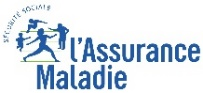 SÉCURITÉ SOCIALE
l'Assurance
Maladie